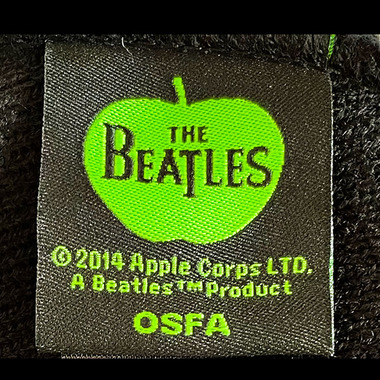 THE
BEATLES
© 2014 Apple Corps LTD.
A Beatles™ Product
OSFA